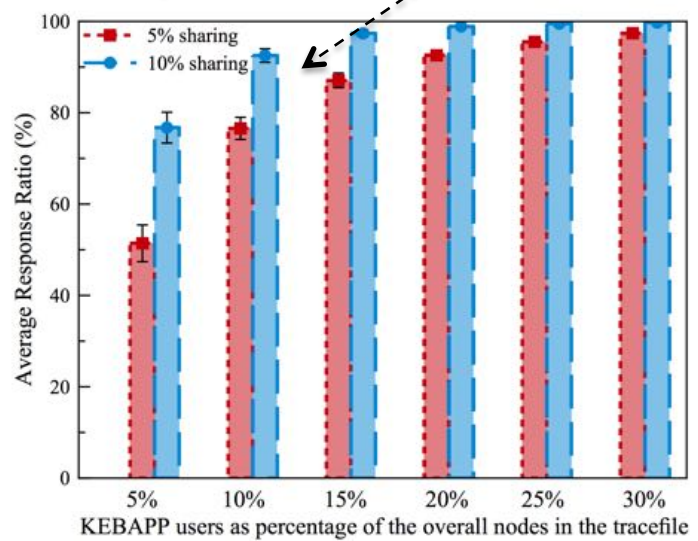 100
5% sharing
10% sharing
80
60
40
20
0
Average Response Ratio (%)
5% 10% 15% 20% 25% 30%
KEBAPP users as percentage of the overall nodes in the tracefile